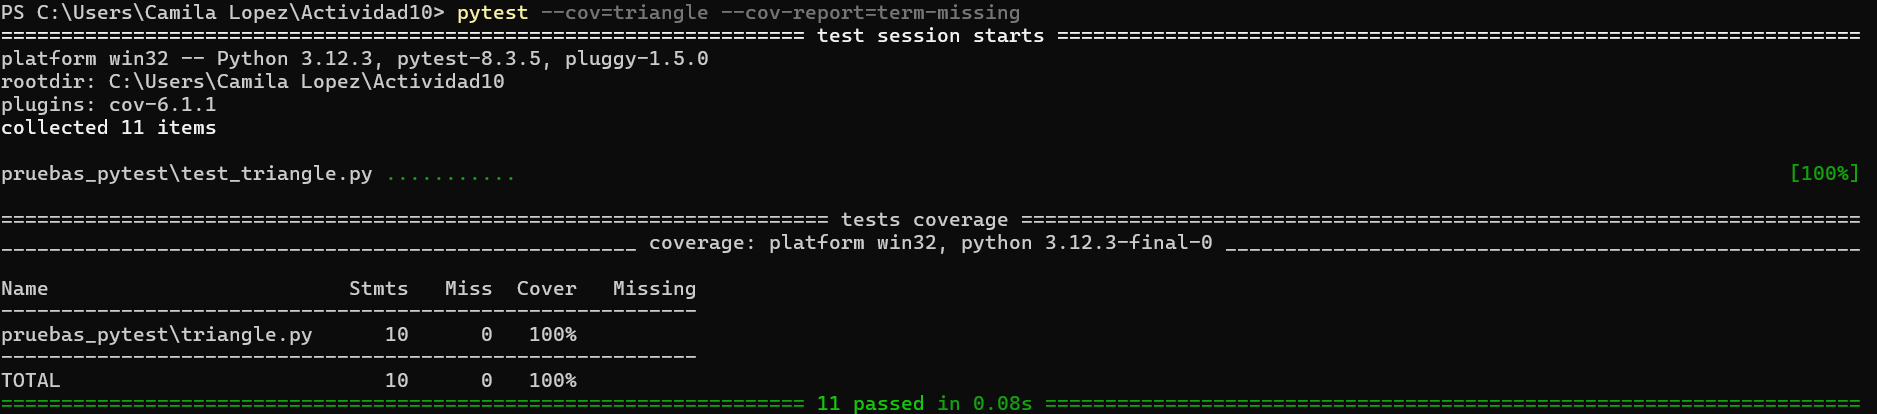 PS C:\Users\Camila Lopez\Actividad10> pytest --cov=triangle --cov-report=term-missing
=================================================================== test session starts ===================================================================
platform win32 -- Python 3.12.3, pytest-8.3.5, pluggy-1.5.0
rootdir: C:\Users\Camila Lopez\Actividad10
plugins: cov-6.1.1
collected 11 items
pruebas_pytest\test_triangle.py ........... [100%]
===================================================================== tests coverage ======================================================================
_____________________________________________________ coverage: platform win32, python 3.12.3-final-0 _____________________________________________________
Name                         Stmts   Miss  Cover   Missing
----------------------------------------------------------
pruebas_pytest\triangle.py      10      0   100%
----------------------------------------------------------
TOTAL                           10      0   100%
=================================================================== 11 passed in 0.08s ====================================================================